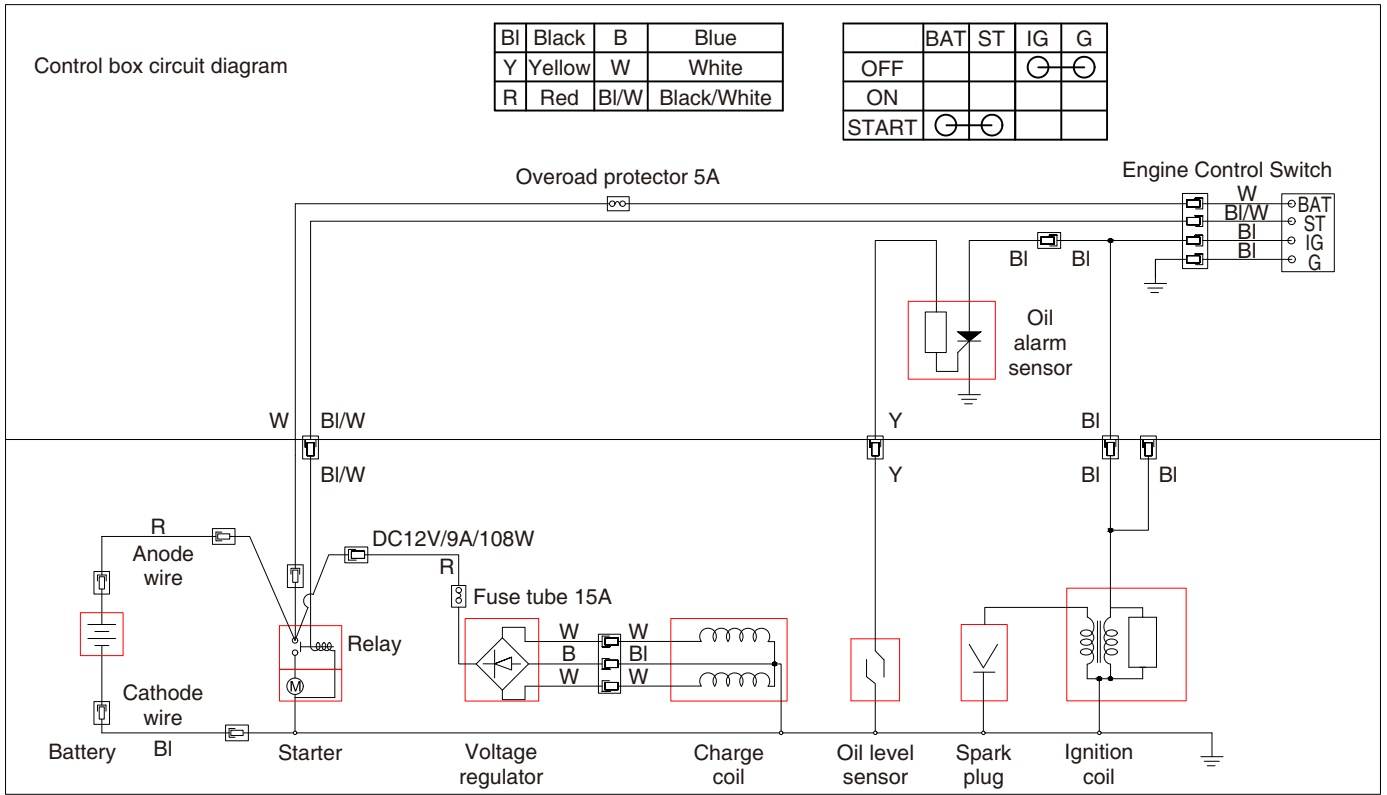 Control box circuit diagram
Bl Black B Blue
Y Yellow W White
R Red Bl/W Black/White
BAT ST IG G
OFF
ON
START
Overoad protector 5A
Engine Control Switch
W
Bl/W
Bl
Bl
BAT
ST
IG
G
Bl Bl
Oil
alarm
sensor
W Bl/W Y Bl
Bl/W Y Bl Bl
R
Anode
wire
DC12V/9A/108W
R
Fuse tube 15A
Relay
M
W W
B Bl
W W
Cathode
wire
Bl
Battery
Starter
Voltage
regulator
Charge
coil
Oil level
sensor
Spark
plug
Ignition
coil